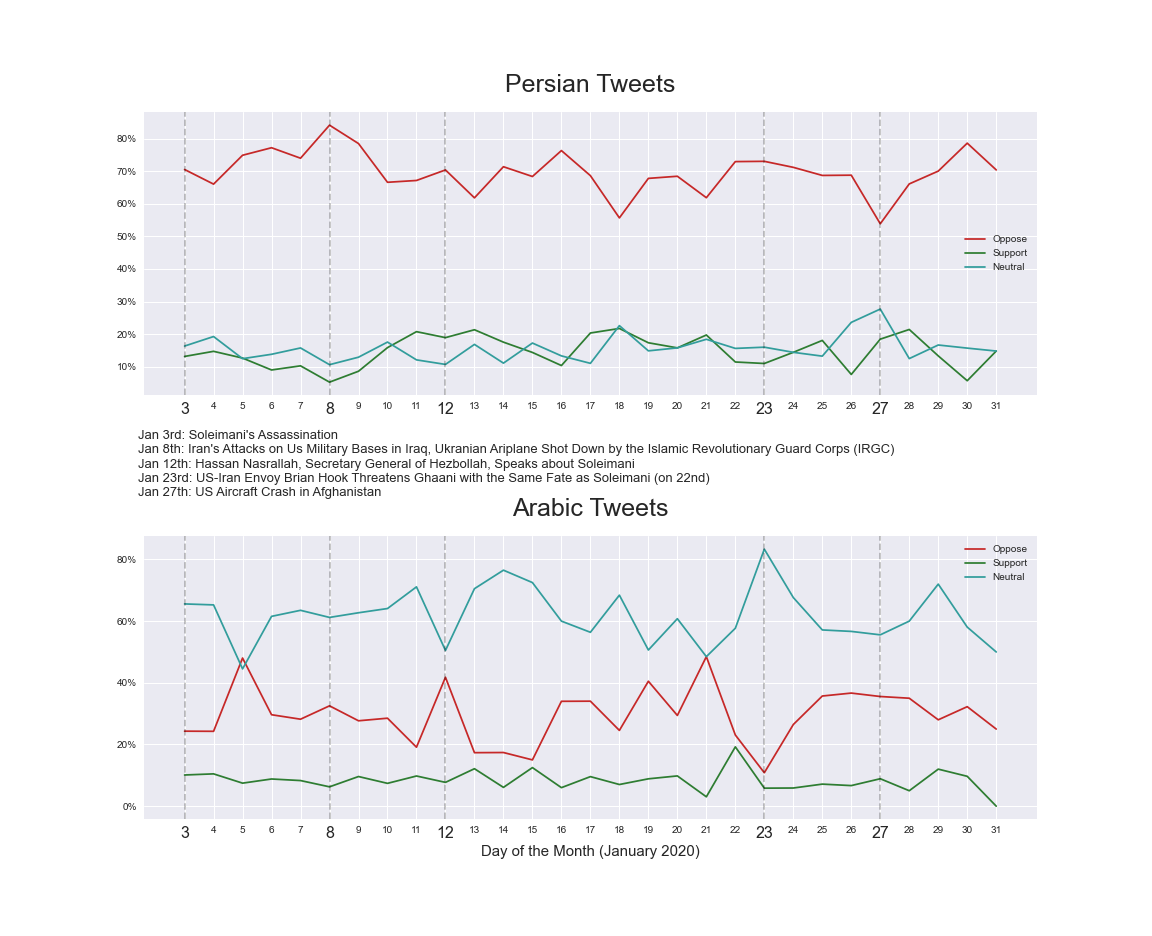 Persian Tweets
80%
70%
60%
50%
40%
30%
20%
10%
Oppose
Support
Neutral
3 4 5 6 7 8 9 10 11 12 13 14 15 16 17 18 19 20 21 22 23 24 25 26 27 28 29 30 31
Jan 3rd: Soleimani's Assassination
Jan 8th: Iran's Attacks on Us Military Bases in Iraq, Ukranian Ariplane Shot Down by the Islamic Revolutionary Guard Corps (IRGC)
Jan 12th: Hassan Nasrallah, Secretary General of Hezbollah, Speaks about Soleimani
Jan 23rd: US-Iran Envoy Brian Hook Threatens Ghaani with the Same Fate as Soleimani (on 22nd)
Jan 27th: US Aircraft Crash in Afghanistan
Arabic Tweets
80%
60%
40%
20%
0%
Oppose
Support
Neutral
3 4 5 6 7 8 9 10 11 12 13 14 15 16 17 18 19 20 21 22 23 24 25 26 27 28 29 30 31
Day of the Month (January 2020)